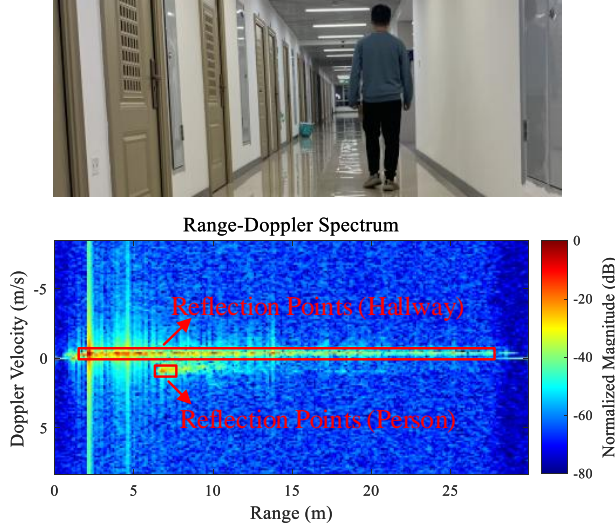 Range-Doppler Spectrum
Reflection Points (Hallway)
Reflection Points (Person)
-5
0
5
Doppler Velocity (m/s)
0
5
10
15
20
25
Range (m)
0
-20
-40
-60
-80
Normalized Magnitude (dB)